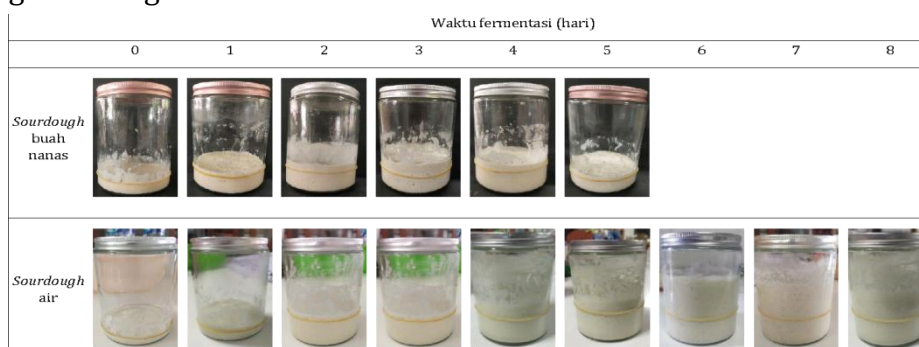 Waktu fermentasi (hari)
0 1 2 3 4 5 6 7 8
Sourdough
buah
nanas
Sourdough
air